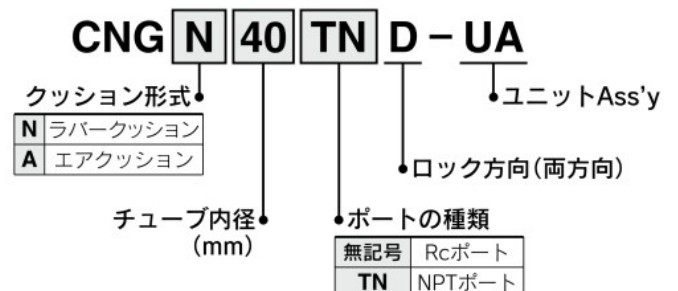 CNG N 40 TN D - UA
クッション形式
ユニットAss'y
N ラバークッション
A エアクッション
ロック方向(両方向)
チューブ内径
(mm)
ポートの種類
無記号 Rcポート
TN NPTポート